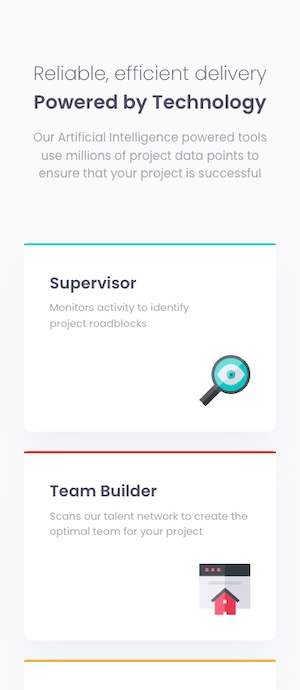 Reliable, efficient delivery
Powered by Technology
Our Artificial Intelligence powered tools
use millions of project data points to
ensure that your project is successful
Supervisor
Monitors activity to identify
project roadblocks
Team Builder
Scans our talent network to create the
optimal team for your project